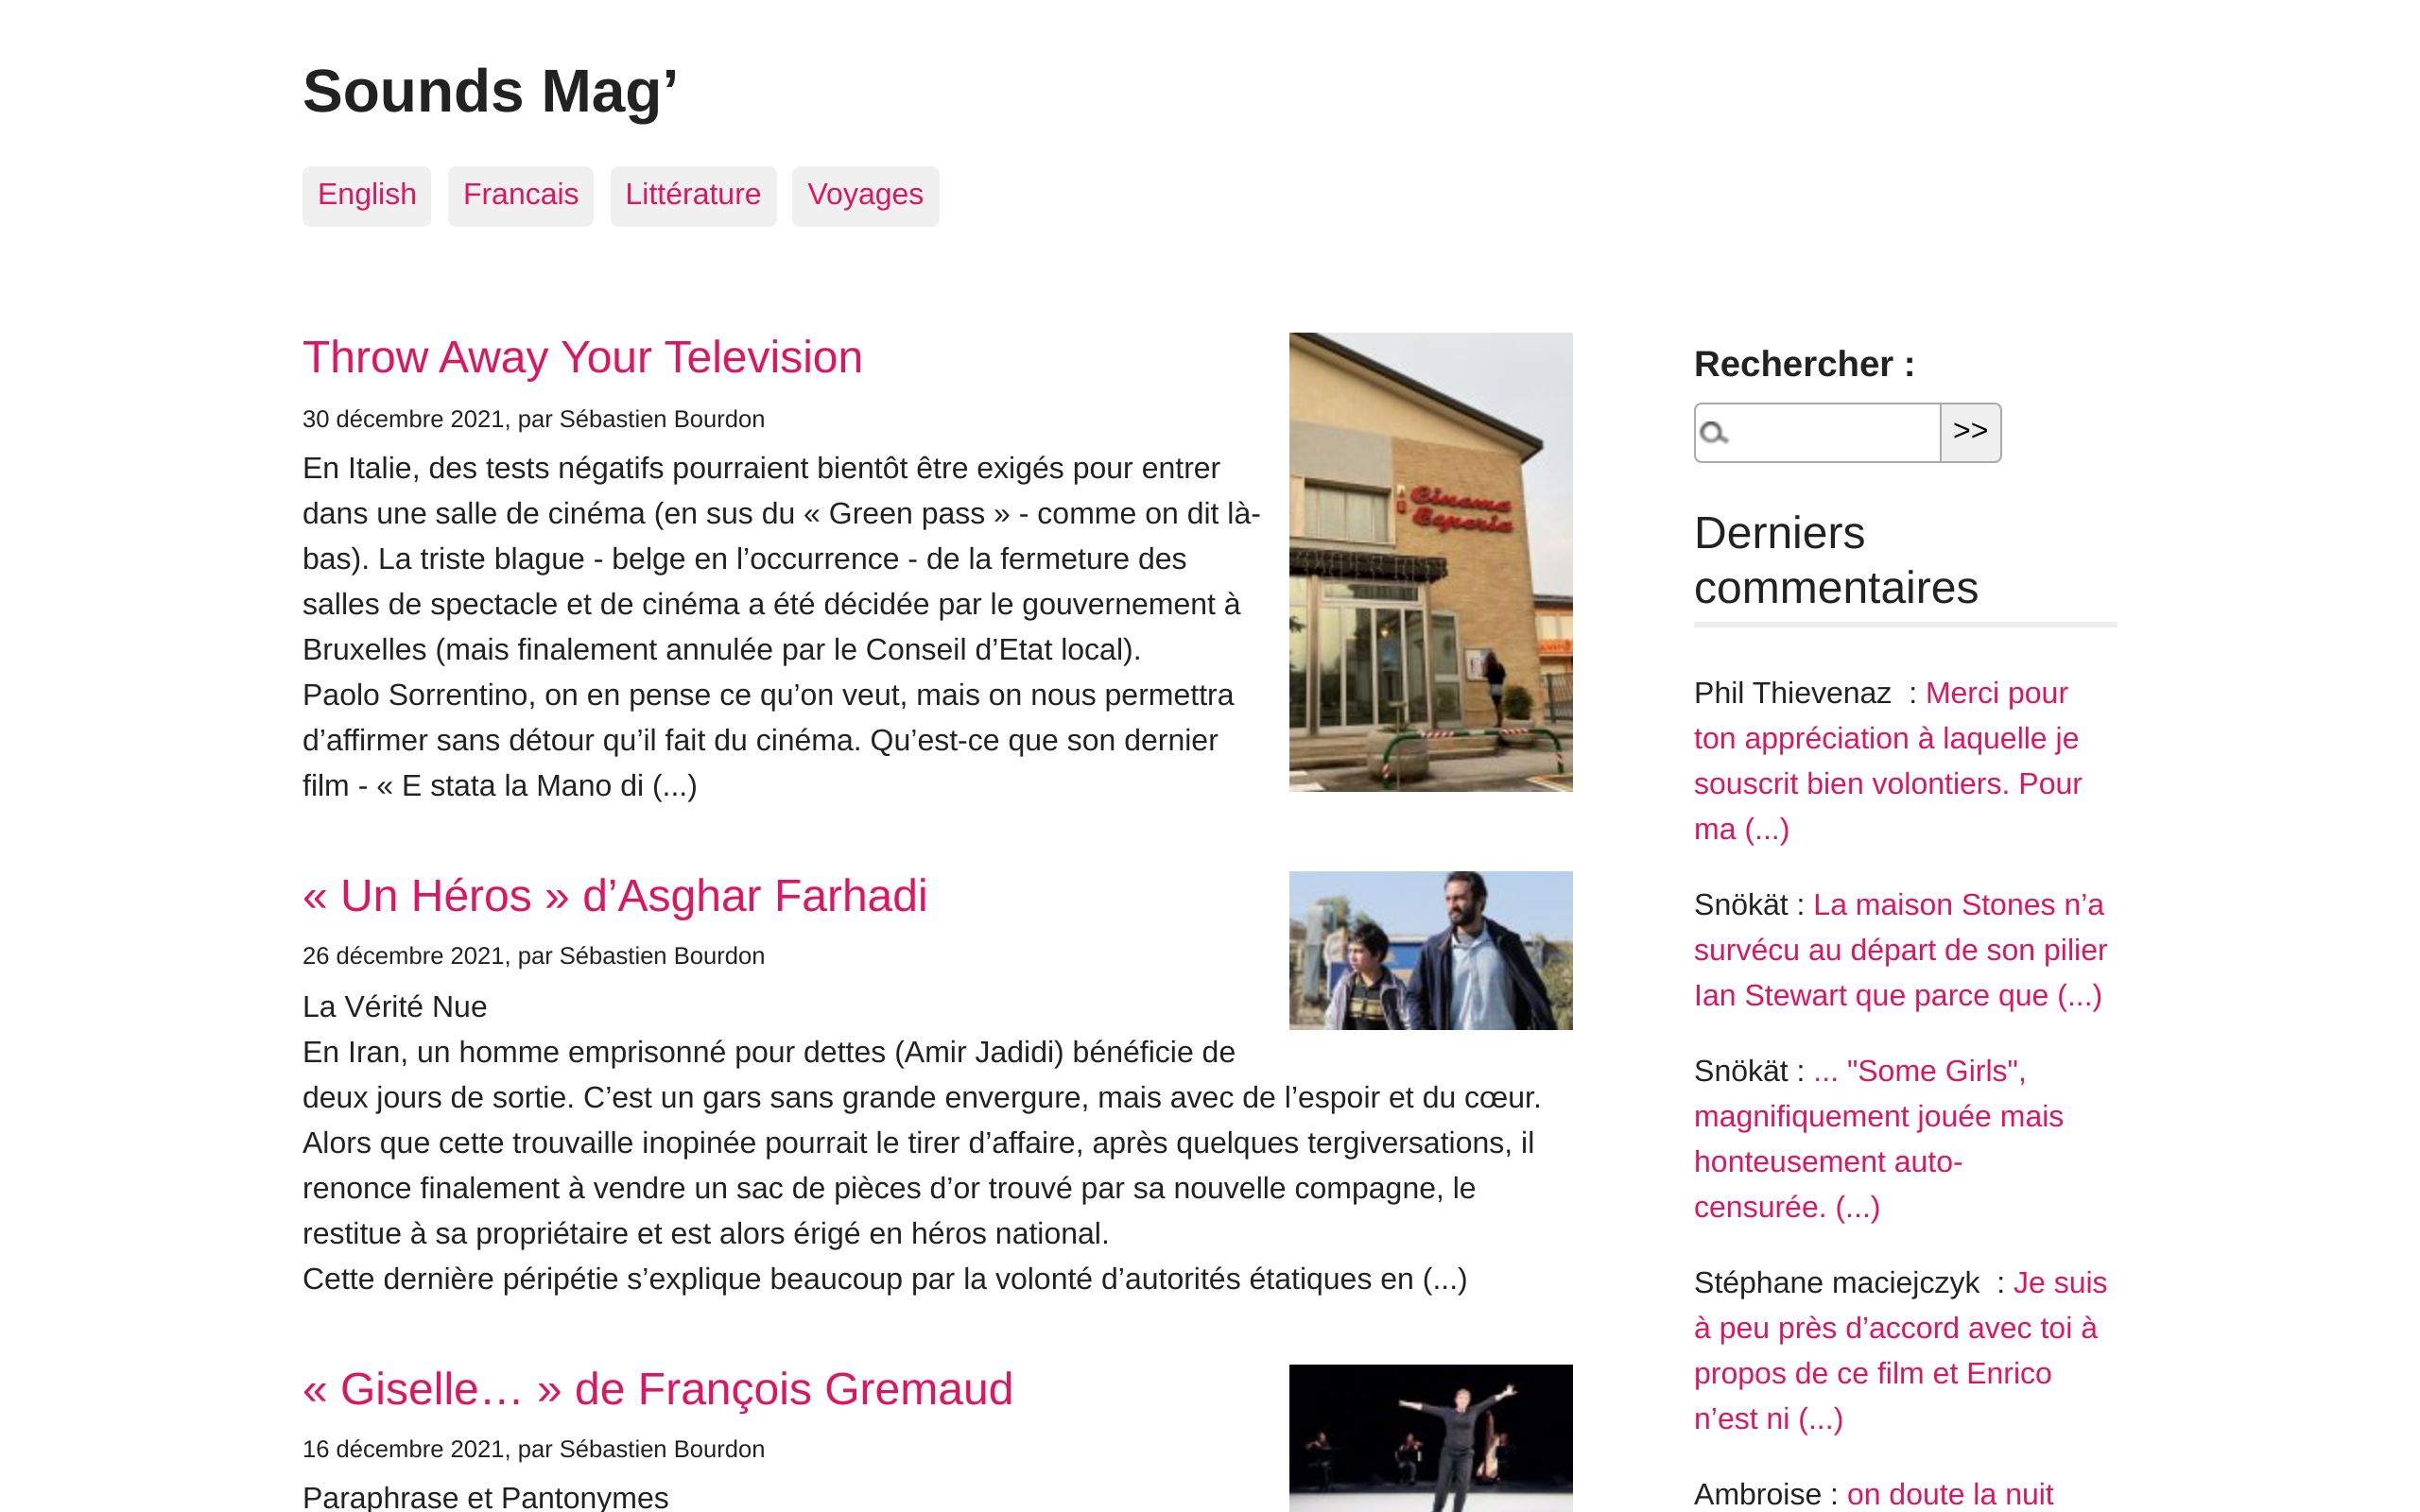 Sounds Mag’
English
Francais
Littérature
Voyages
Throw Away Your Television
30 décembre 2021, par Sébastien Bourdon
En Italie, des tests négatifs pourraient bientôt être exigés pour entrer
dans une salle de cinéma (en sus du « Green pass » - comme on dit là-
bas). La triste blague - belge en l’occurrence - de la fermeture des
salles de spectacle et de cinéma a été décidée par le gouvernement à
Bruxelles (mais finalement annulée par le Conseil d’Etat local).
Paolo Sorrentino, on en pense ce qu’on veut, mais on nous permettra
d’affirmer sans détour qu’il fait du cinéma. Qu’est-ce que son dernier
film - « E stata la Mano di (...)
Cinema
Esperia
« Un Héros » d’Asghar Farhadi
26 décembre 2021, par Sébastien Bourdon
La Vérité Nue
En Iran, un homme emprisonné pour dettes (Amir Jadidi) bénéficie de
deux jours de sortie. C’est un gars sans grande envergure, mais avec de l’espoir et du cœur.
Alors que cette trouvaille inopinée pourrait le tirer d’affaire, après quelques tergiversations, il
renonce finalement à vendre un sac de pièces d’or trouvé par sa nouvelle compagne, le
restitue à sa propriétaire et est alors érigé en héros national.
Cette dernière péripétie s’explique beaucoup par la volonté d’autorités étatiques en (...)
« Giselle… » de François Gremaud
16 décembre 2021, par Sébastien Bourdon
Paraphrase et Pantonymes
Rechercher :
>>
Derniers
commentaires
Phil Thievenaz  : Merci pour
ton appréciation à laquelle je
souscrit bien volontiers. Pour
ma (...)
Snökät : La maison Stones n’a
survécu au départ de son pilier
Ian Stewart que parce que (...)
Snökät : ... "Some Girls",
magnifiquement jouée mais
honteusement auto-
censurée. (...)
Stéphane maciejczyk  : Je suis
à peu près d’accord avec toi à
propos de ce film et Enrico
n’est ni (...)
Ambroise : on doute la nuit